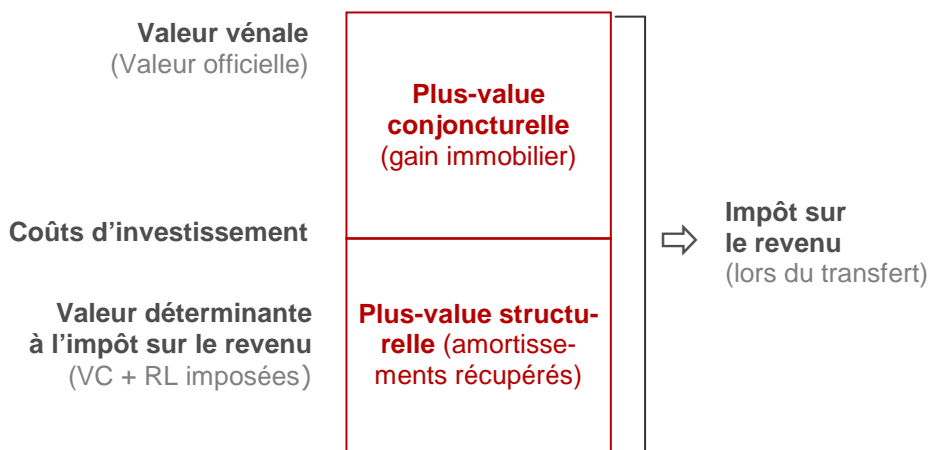 Valeur vénale
(Valeur officielle)
Plus-value
conjoncturelle
(gain immobilier)
Coûts d’investissement
Impôt sur
le revenu
(lors du transfert)
Valeur déterminante
à l’impôt sur le revenu
(VC + RL imposées)
Plus-value structu-
relle (amortisse-
ments récupérés)